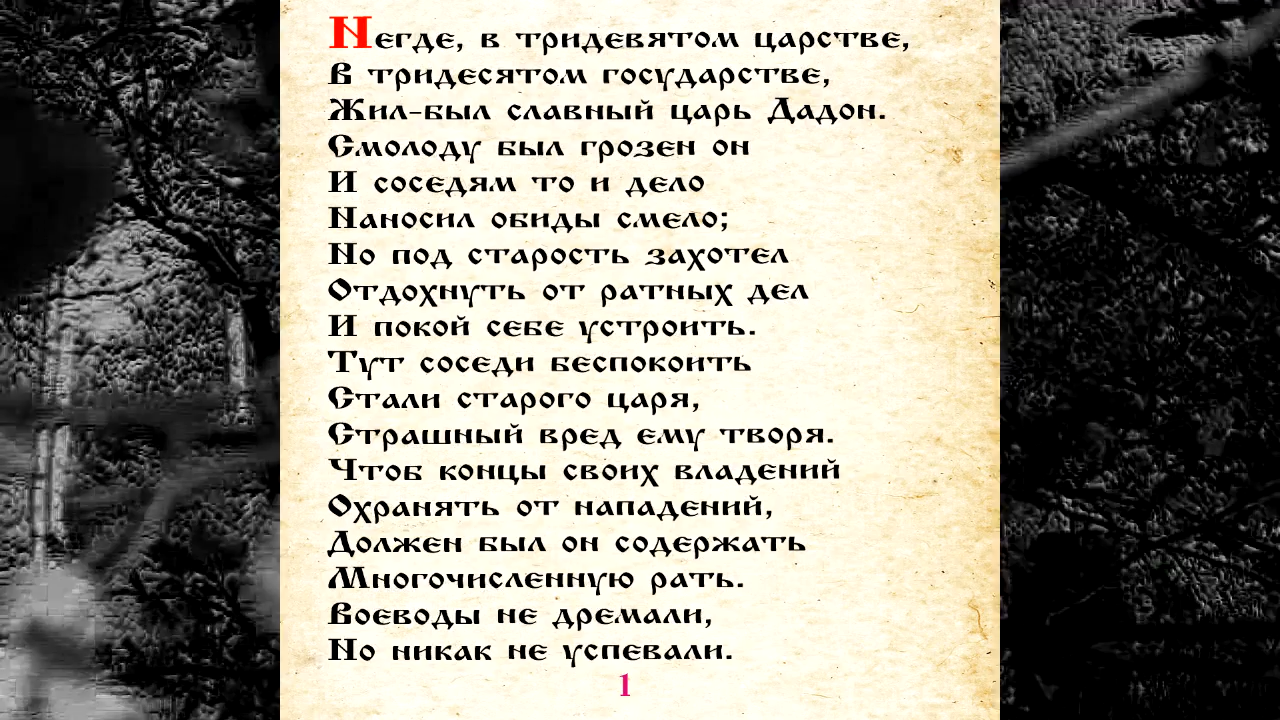 Негде, в тридевятом царстве,
В тридесятом государстве,
Жил-был славный царь Дадон.
Смолоду был грозен он
И соседям то и дело
Наносил обиды смело;
Но под старость захотел
Отдохнуть от ратных дел
И покой себе устроить.
Тут соседи беспокоить
Стали старого царя,
Страшный вред ему творя.
Чтоб концы своих владений
Охранять от нападений,
Должен был он содержать
Многочисленную рать.
Воеводы не дремали,
Но никак не успевали.
1